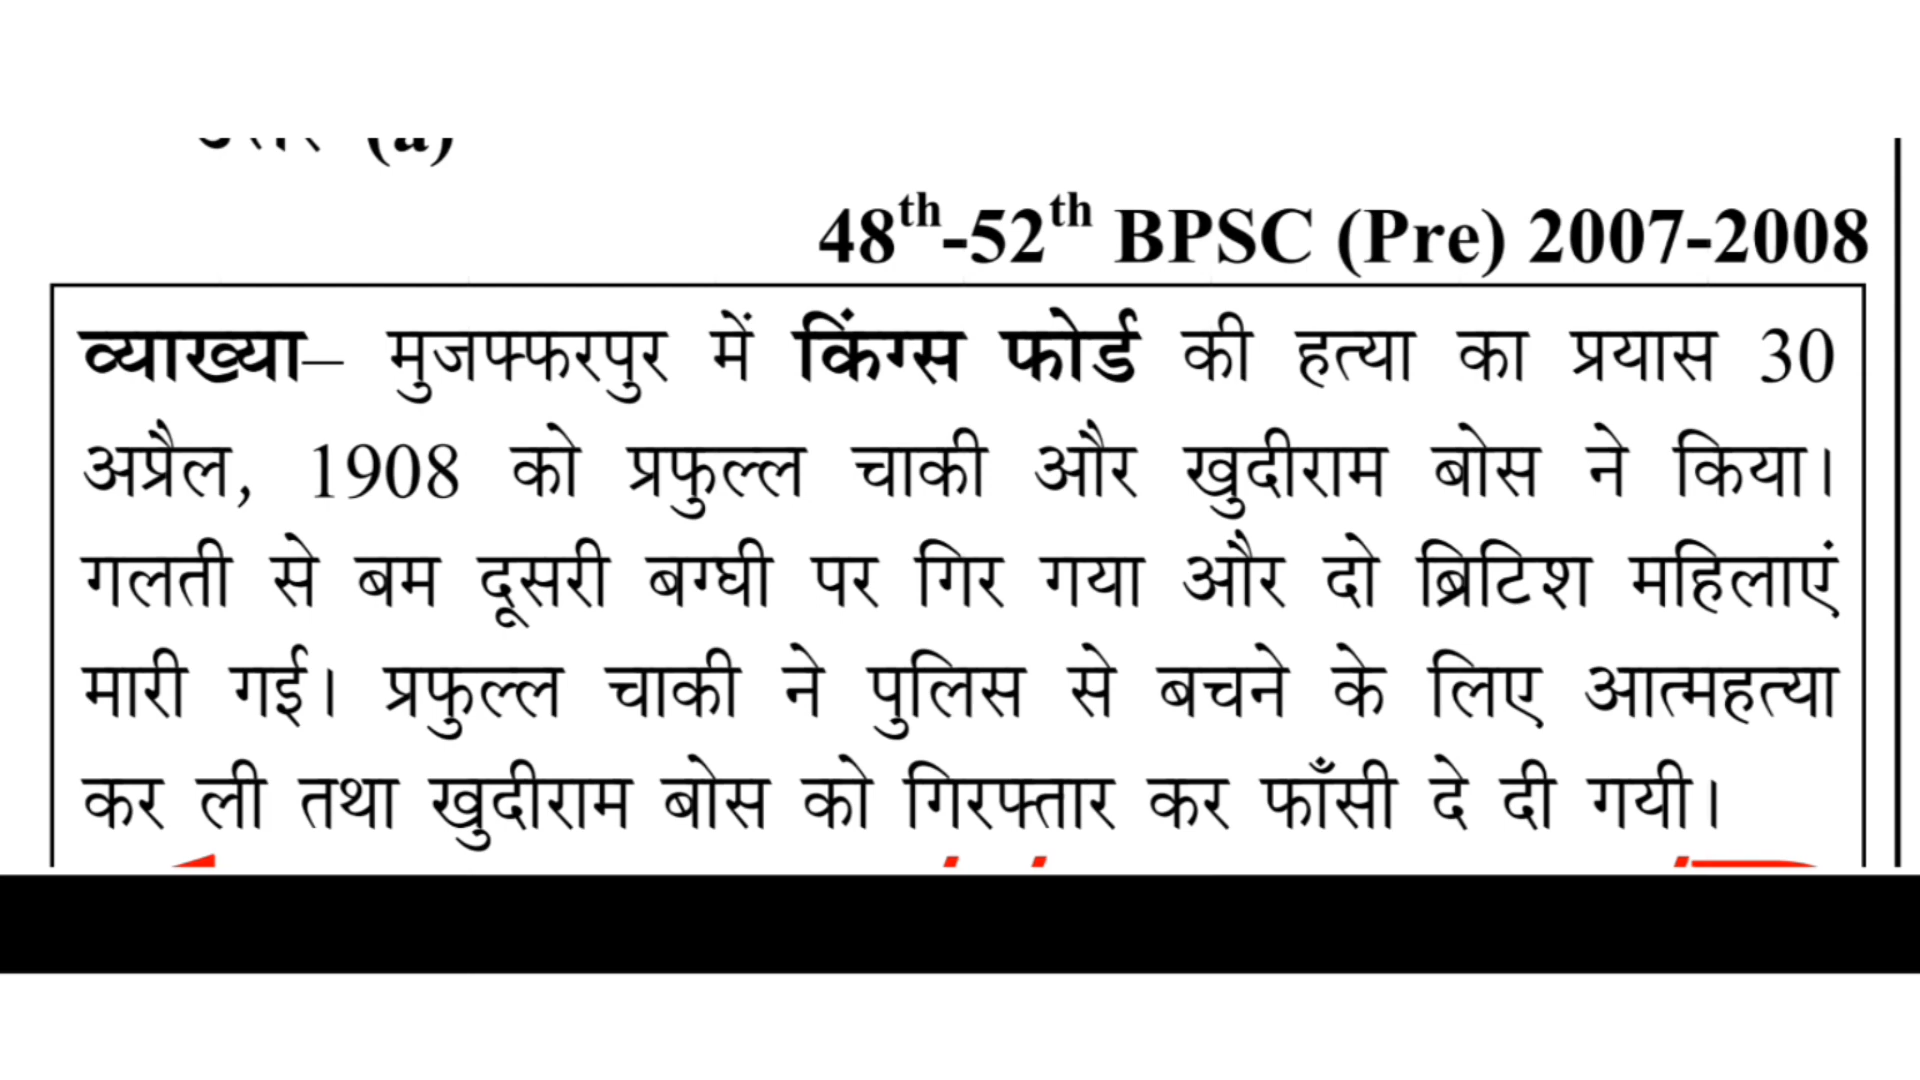 (a)
48th-52th BPSC (Pre) 2007-2008
व्याख्या– मुजफ्फरपुर में किंग्स फोर्ड की हत्या का प्रयास 30
अप्रैल, 1908 को प्रफुल्ल चाकी और खुदीराम बोस ने किया।
गलती से बम दूसरी बग्घी पर गिर गया और दो ब्रिटिश महिलाएं
मारी गई। प्रफुल्ल चाकी ने पुलिस से बचने के लिए आत्महत्या
कर ली तथा खुदीराम बोस को गिरफ्तार कर फाँसी दे दी गयी।